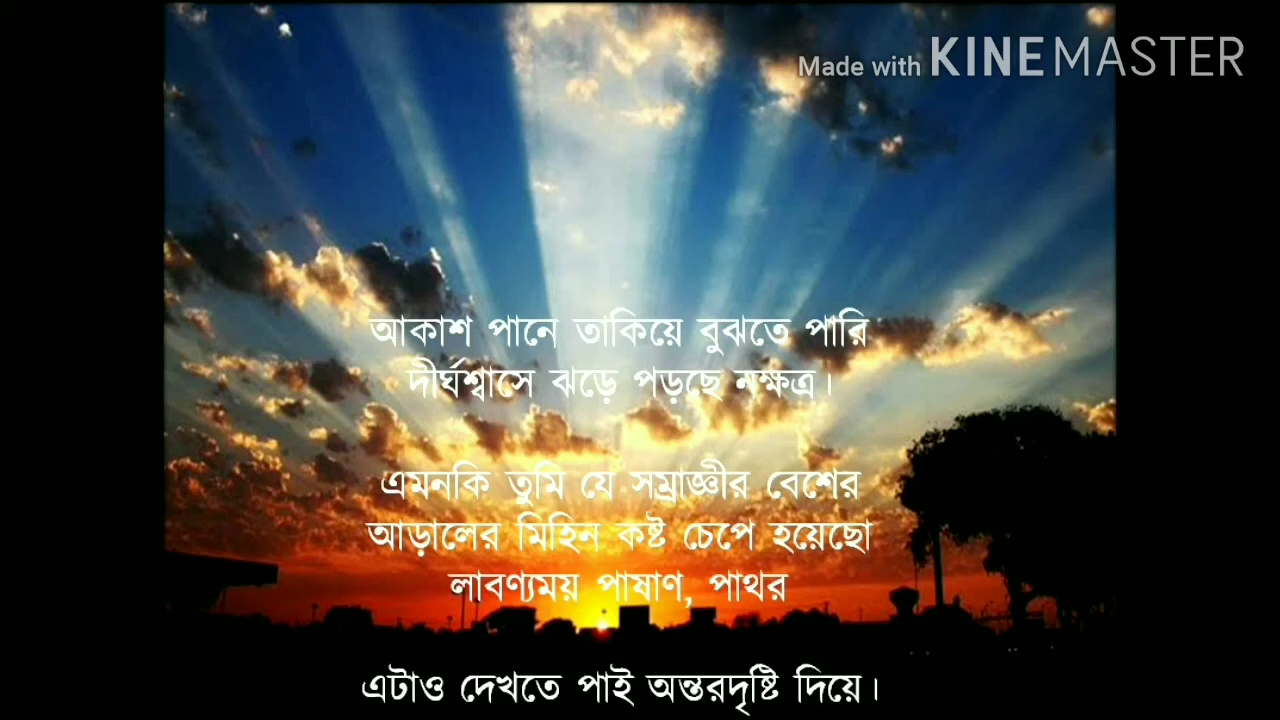 Made with KINEMASTER
আকাশ পানে তাকিয়ে বুঝতে পারি
দীর্ঘশ্বাসে ঝড়ে পড়ছে নক্ষত্র।
এমনকি তুমি যে সম্রাজ্ঞীর বেশের
আড়ালের মিহিন কষ্ট চেপে হয়েছো
লাবণ্যময় পাষাণ, পাথর
এটাও দেখতে পাই অন্তরদৃষ্টি দিয়ে।